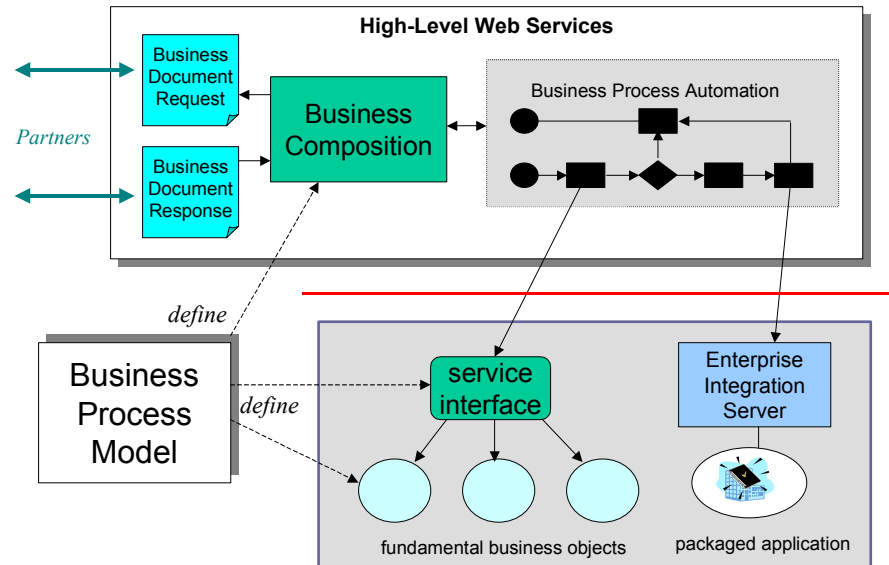 High-Level Web Services
Business
Document
Request
Partners
Business
Document
Response
Business
Composition
Business Process Automation
define
Business
Process
Model
define
service
interface
Enterprise
Integration
Server
fundamental business objects
packaged application